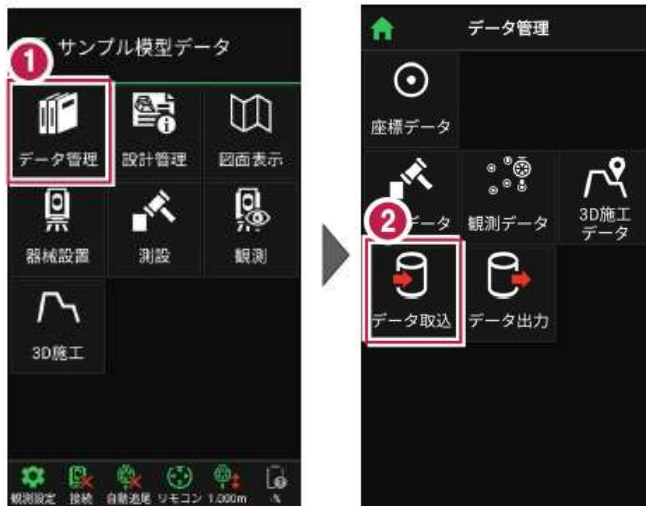 1
サンプル模型データ
データ管理
設計管理
図面表示
器械設置
測設
観測
3D施工
観測設定
接続
自動追尾
リモコン
1.000m
-%
データ管理
座標データ
データ
観測データ
3D施工
データ
2
データ取込
データ出力